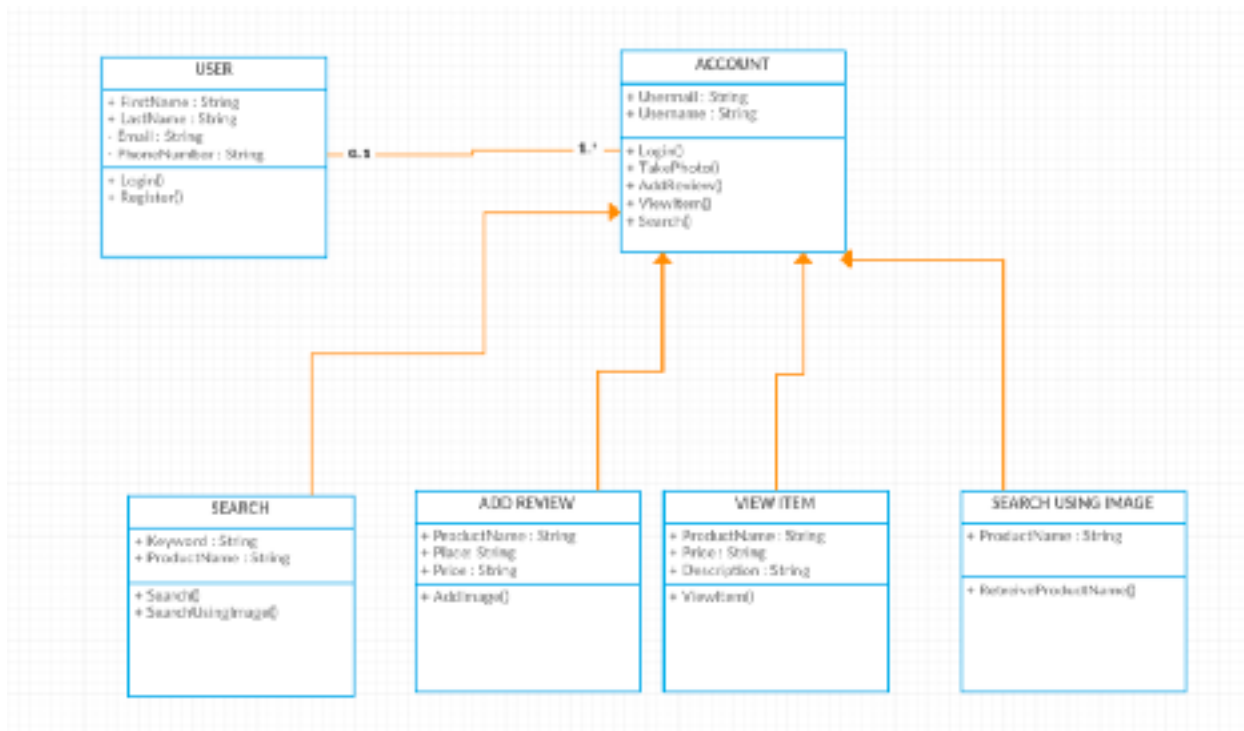 USER
+ FirstName : String
+ LastName : String
- Email : String
- PhoneNumber : String
+ Login()
+ Register()
0..1
1..*
ACCOUNT
+ Usermail : String
+ Username : String
+ Login()
+ TakePhoto()
+ AddReview()
+ ViewItem()
+ Search()
SEARCH
+ Keyword : String
+ ProductName : String
+ Search()
+ SearchUsingImage()
ADD REVIEW
+ ProductName : String
+ Place: String
+ Price : String
+ AddImage()
VIEW ITEM
+ ProductName : String
+ Price : String
+ Description : String
+ ViewItem()
SEARCH USING IMAGE
+ ProductName : String
+ RetreiveProductName()